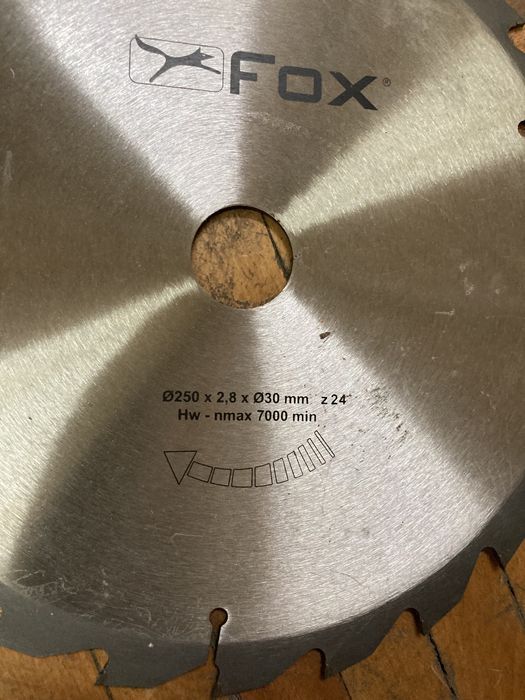 Fox®
Ø250 x 2,8 x Ø30 mm z 24
Hw - nmax 7000 min